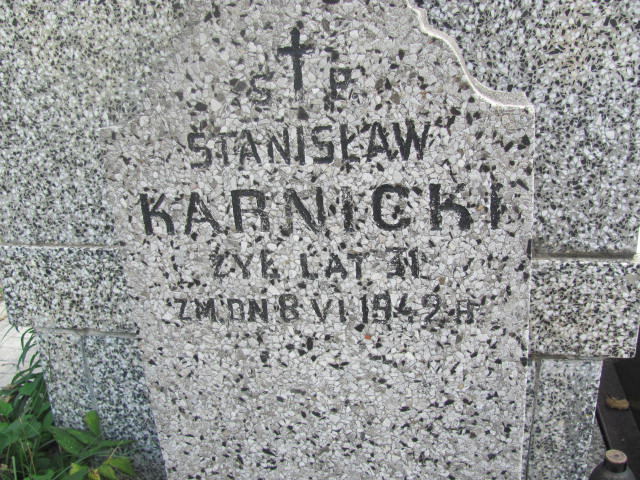 Ś P
STANISŁAW
KARNICKI
ŻYŁ LAT 31
ZM. DN 8 VI 1942 R